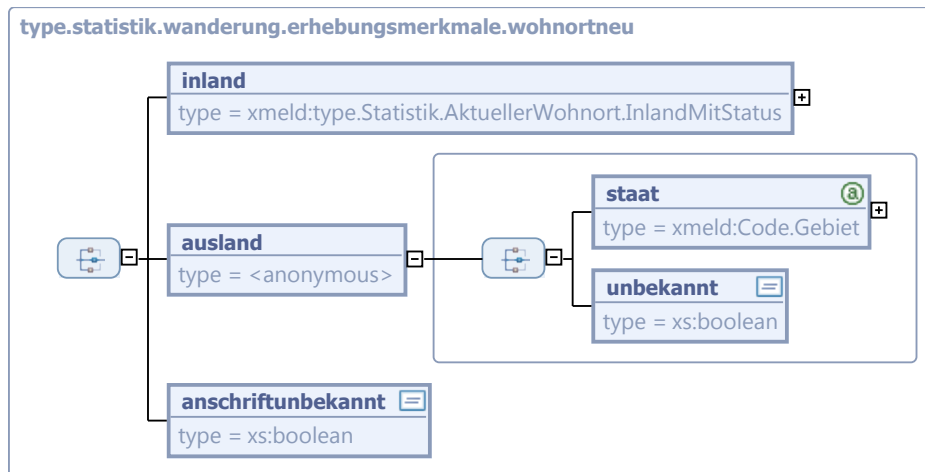 type.statistik.wanderung.erhebungsmerkmale.wohnortneu
inland
type = xmeld:type.Statistik.AktuellerWohnort.InlandMitStatus
ausland
type = <anonymous>
staat
type = xmeld:Code.Gebiet
unbekannt
type = xs:boolean
anschriftunbekannt
type = xs:boolean